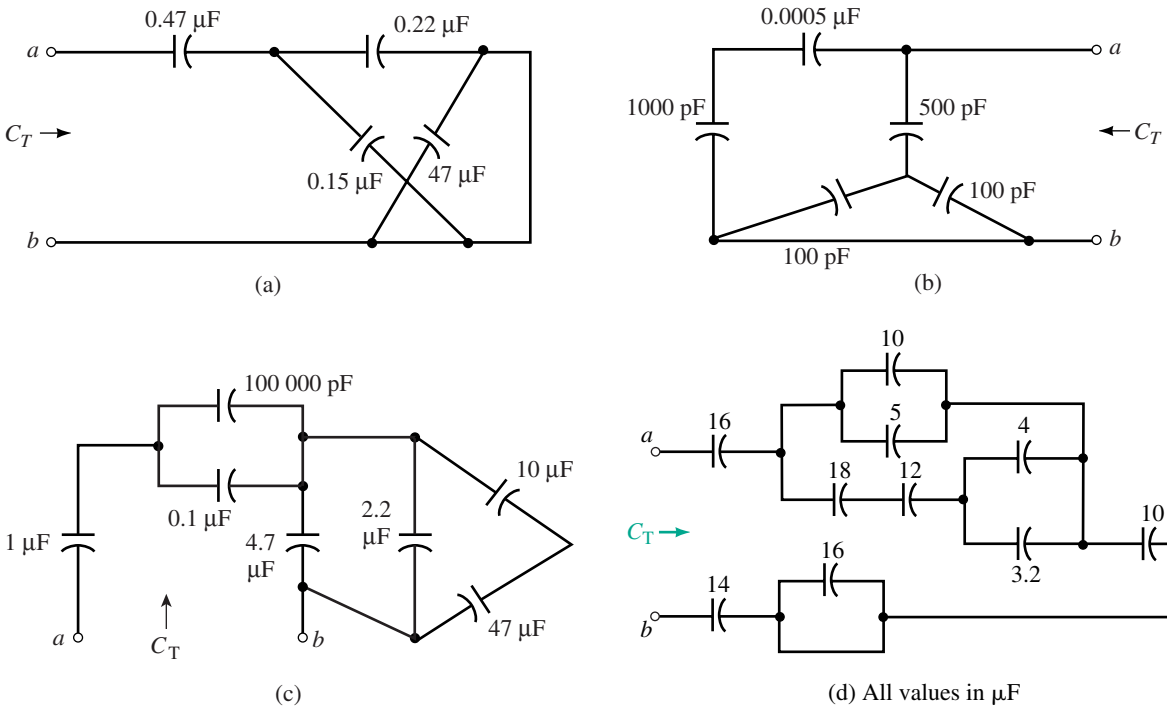 0.47 μF
0.22 μF
a
C_T
0.15 μF
47 μF
b
(a)
0.0005 μF
a
1000 pF
500 pF
C_T
100 pF
100 pF
b
(b)
100 000 pF
0.1 μF
1 μF
4.7
μF
2.2
μF
10 μF
47 μF
a
C_T
b
(c)
10
16
5
4
a
18
12
10
C_T
3.2
16
14
b
(d) All values in μF